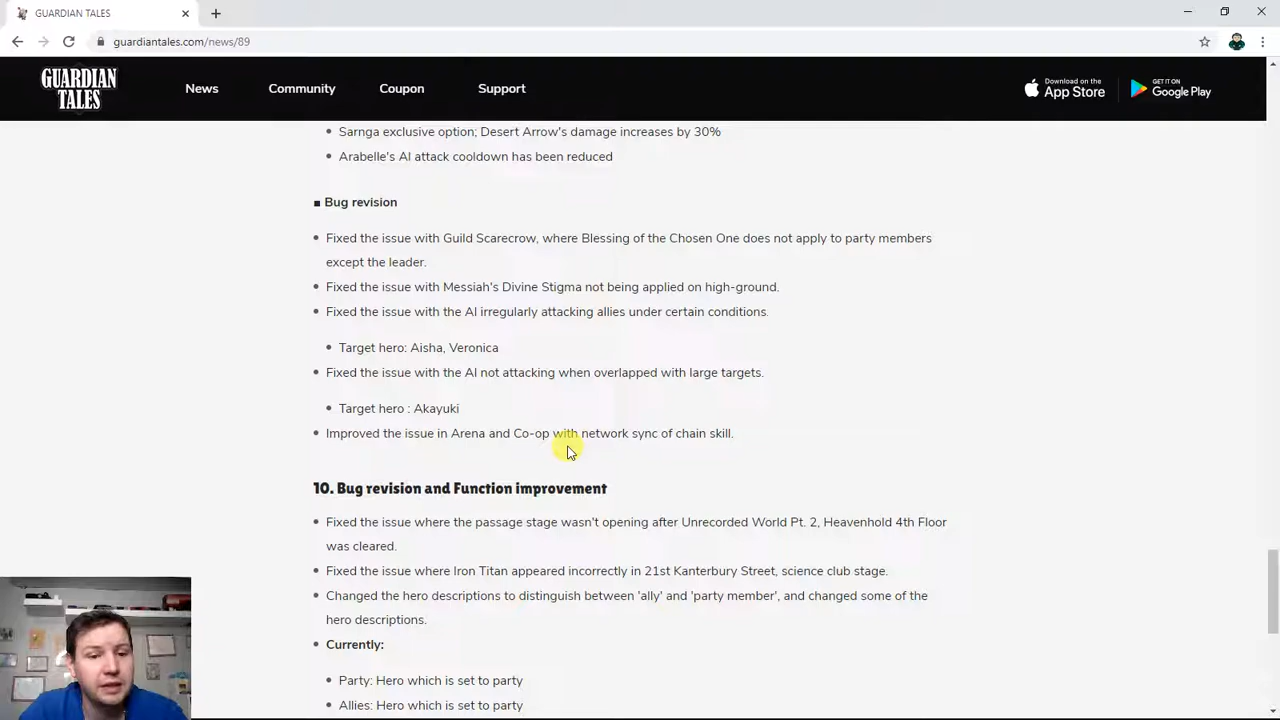 GUARDIAN TALES
guardiantales.com/news/89
GUARDIAN
TALES
News
Community
Coupon
Support
Download on the
App Store
GET IT ON
Google Play
Sarnga exclusive option; Desert Arrow's damage increases by 30%
Arabelle's AI attack cooldown has been reduced
Bug revision
Fixed the issue with Guild Scarecrow, where Blessing of the Chosen One does not apply to party members
except the leader.
Fixed the issue with Messiah's Divine Stigma not being applied on high-ground.
Fixed the issue with the AI irregularly attacking allies under certain conditions.
Target hero: Aisha, Veronica
Fixed the issue with the AI not attacking when overlapped with large targets.
Target hero : Akayuki
Improved the issue in Arena and Co-op with network sync of chain skill.
10. Bug revision and Function improvement
Fixed the issue where the passage stage wasn't opening after Unrecorded World Pt. 2, Heavenhold 4th Floor
was cleared.
Fixed the issue where Iron Titan appeared incorrectly in 21st Kanterbury Street, science club stage.
Changed the hero descriptions to distinguish between 'ally' and 'party member', and changed some of the
hero descriptions.
Currently:
Party: Hero which is set to party
Allies: Hero which is set to party